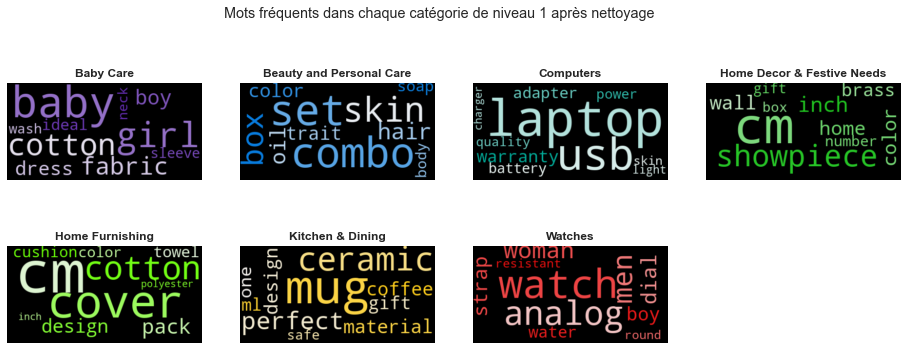 Mots fréquents dans chaque catégorie de niveau 1 après nettoyage
Baby Care
baby
neck
boy
wash
ideal
girl
cotton
sleeve
dress
fabric
Beauty and Personal Care
color
soap
set
skin
box
oil
trait
hair
combo
body
Computers
charger
adapter
power
laptop
quality
warranty
usb
battery
skin
light
Home Decor & Festive Needs
gift
brass
wall
box
inch
cm
home
color
number
showpiece
Home Furnishing
cushion
color
towel
cm
cotton
polyester
cover
inch
design
pack
Kitchen & Dining
one
design
ceramic
mug
coffee
ml
gift
perfect
material
safe
Watches
woman
resistant
strap
watch
men
dial
analog
boy
water
round